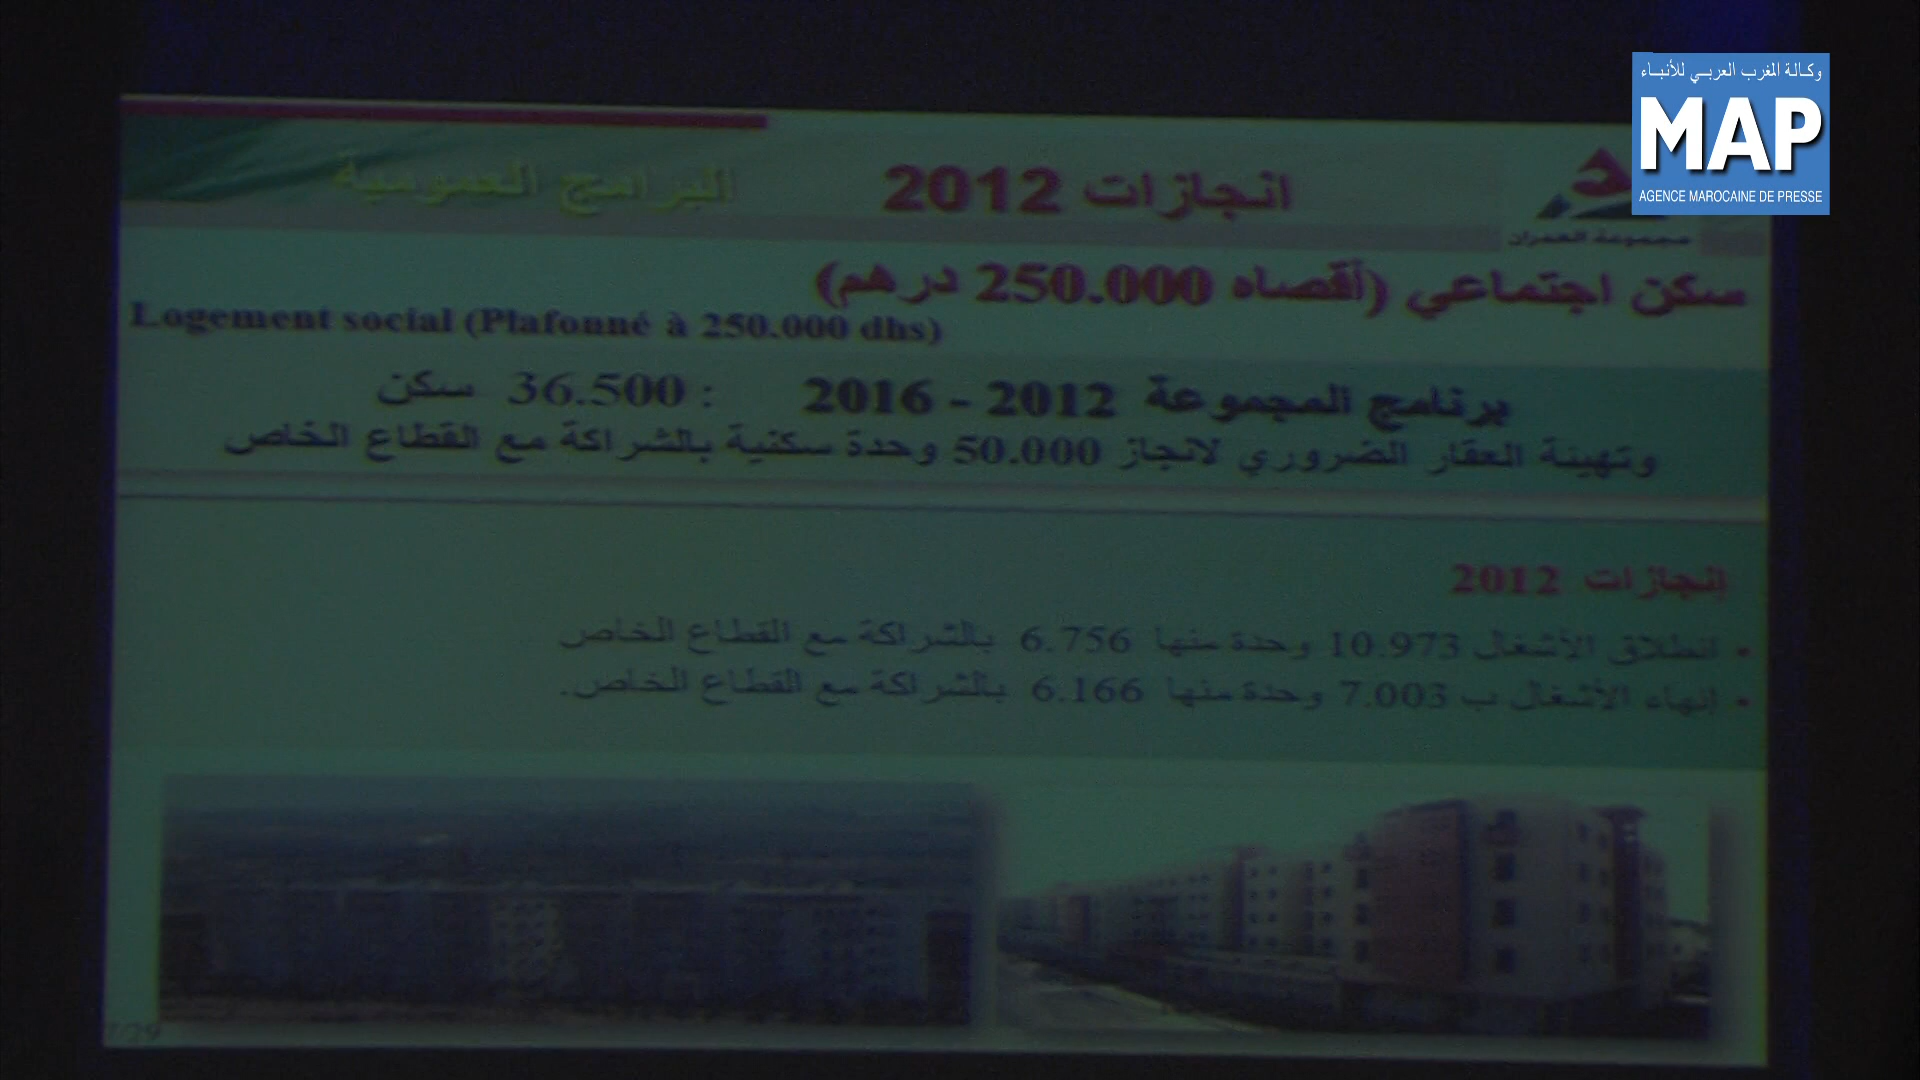 وكالة المغرب العربي للأنباء
MAP
AGENCE MAROCAINE DE PRESSE
انجازات 2012
البرامج العمومية
مجموعة العمران
سكن اجتماعي (أقصاه 250.000 درهم)
Logement social (Plafonné à 250.000 dhs)
برنامج المجموعة 2012 - 2016 : 36.500 سكن
وتهيئة العقار الضروري لانجاز 50.000 وحدة سكنية بالشراكة مع القطاع الخاص
إنجازات 2012
• انطلاق الأشغال 10.973 وحدة منها 6.756 بالشراكة مع القطاع الخاص
• إنهاء الأشغال ب 7.003 وحدة منها 6.166 بالشراكة مع القطاع الخاص.